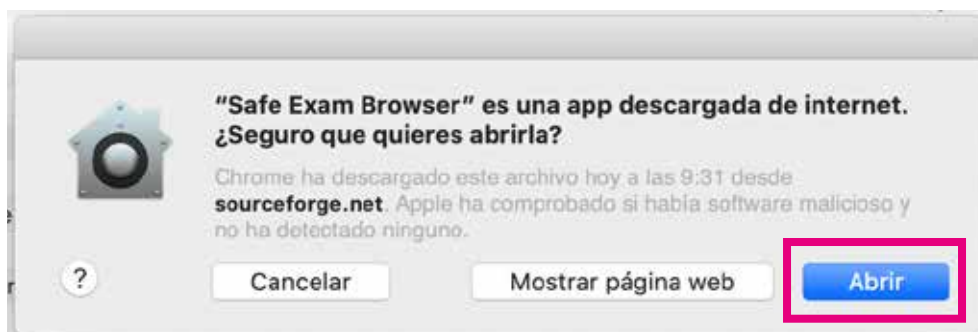 “Safe Exam Browser” es una app descargada de internet.
¿Seguro que quieres abrirla?
Chrome ha descargado este archivo hoy a las 9:31 desde
sourceforge.net. Apple ha comprobado si había software malicioso y
no ha detectado ninguno.
?
Cancelar
Mostrar página web
Abrir